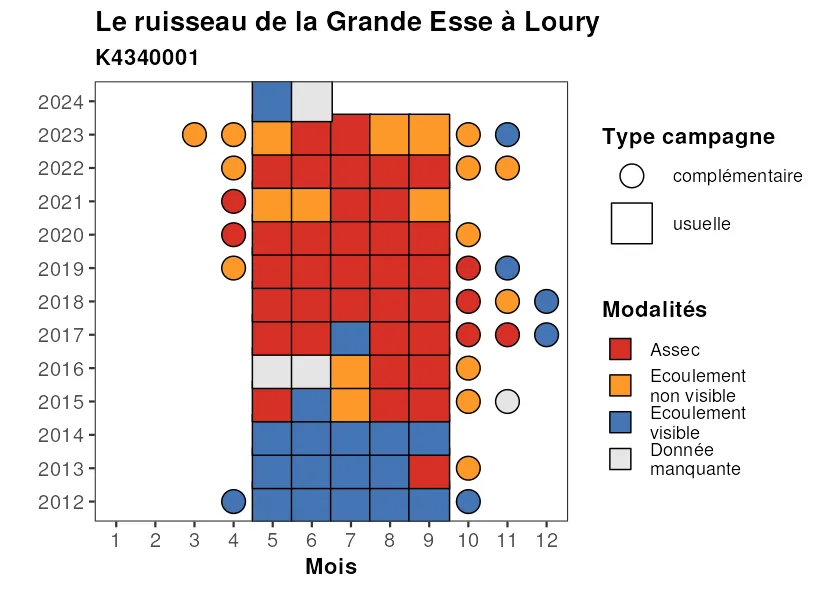 Le ruisseau de la Grande Esse à Loury
K4340001
2024
2023
2022
2021
2020
2019
2018
2017
2016
2015
2014
2013
2012
1 2 3 4 5 6 7 8 9 10 11 12
Mois
Type campagne
complémentaire
usuelle
Modalités
Assec
Ecoulement
non visible
Ecoulement
visible
Donnée
manquante